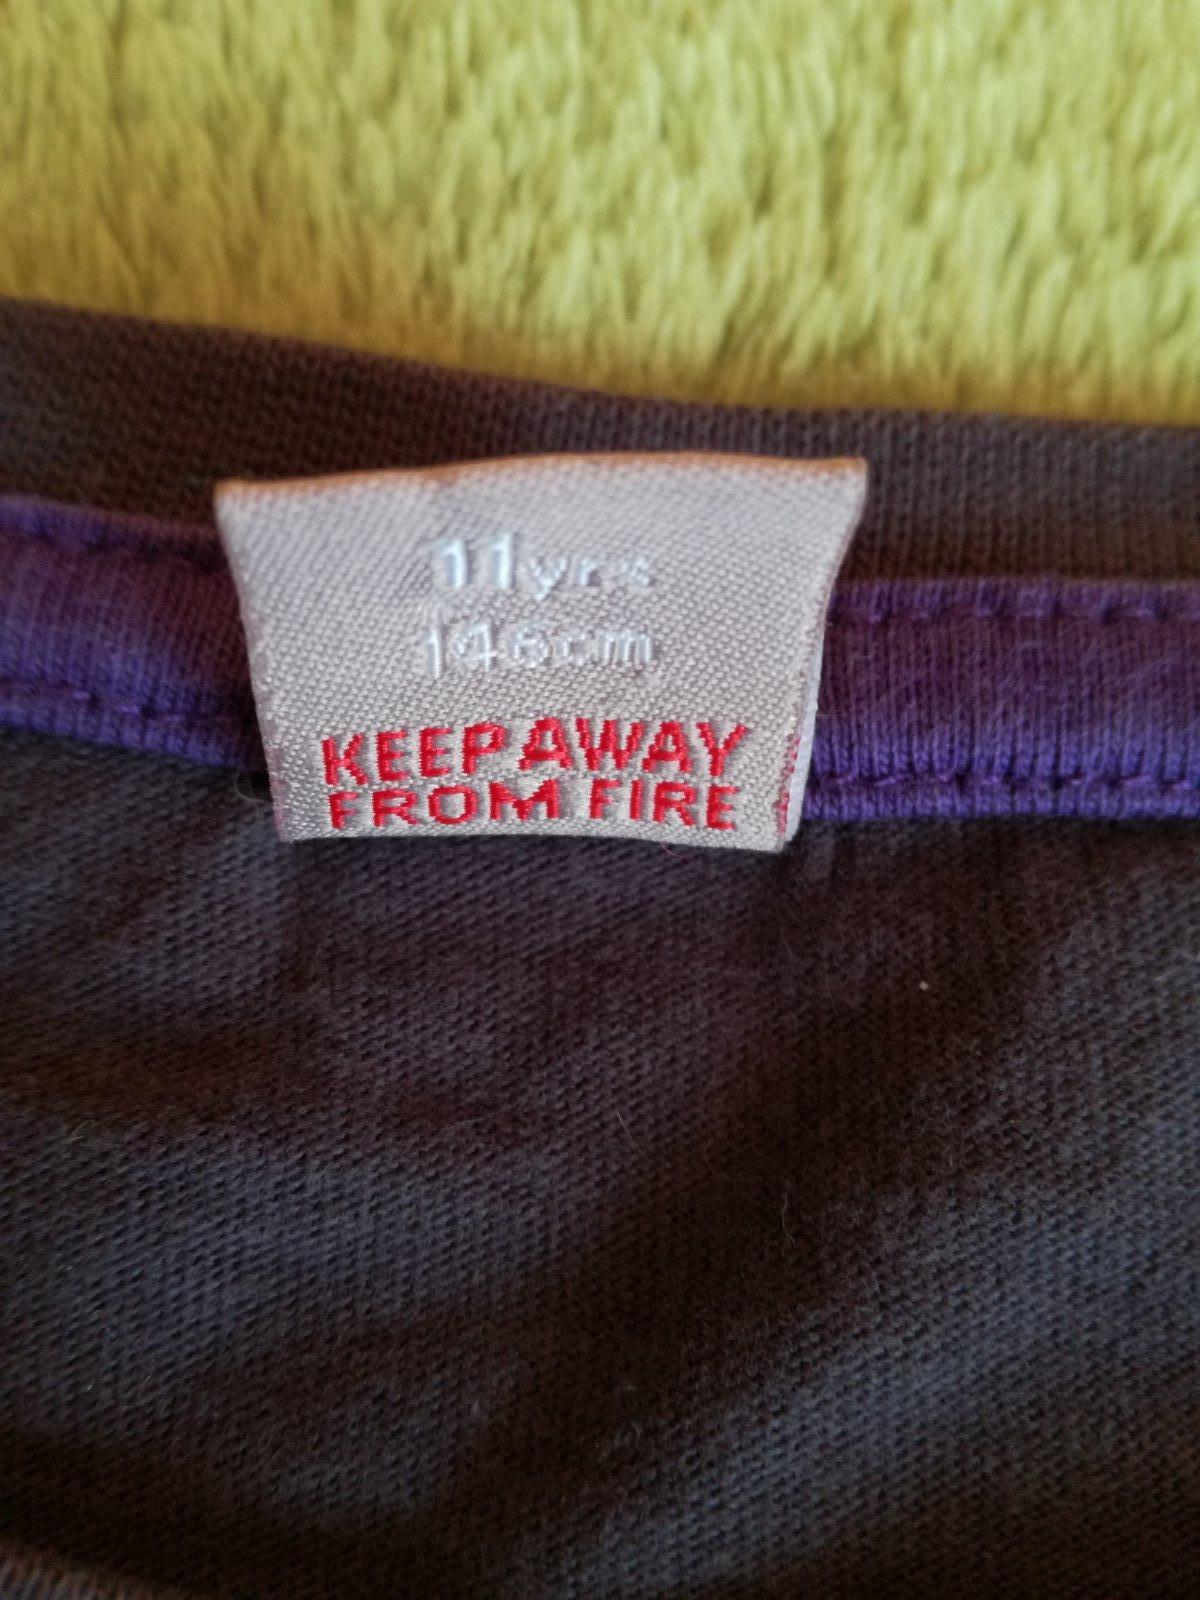 11yrs
146cm
KEEP AWAY
FROM FIRE